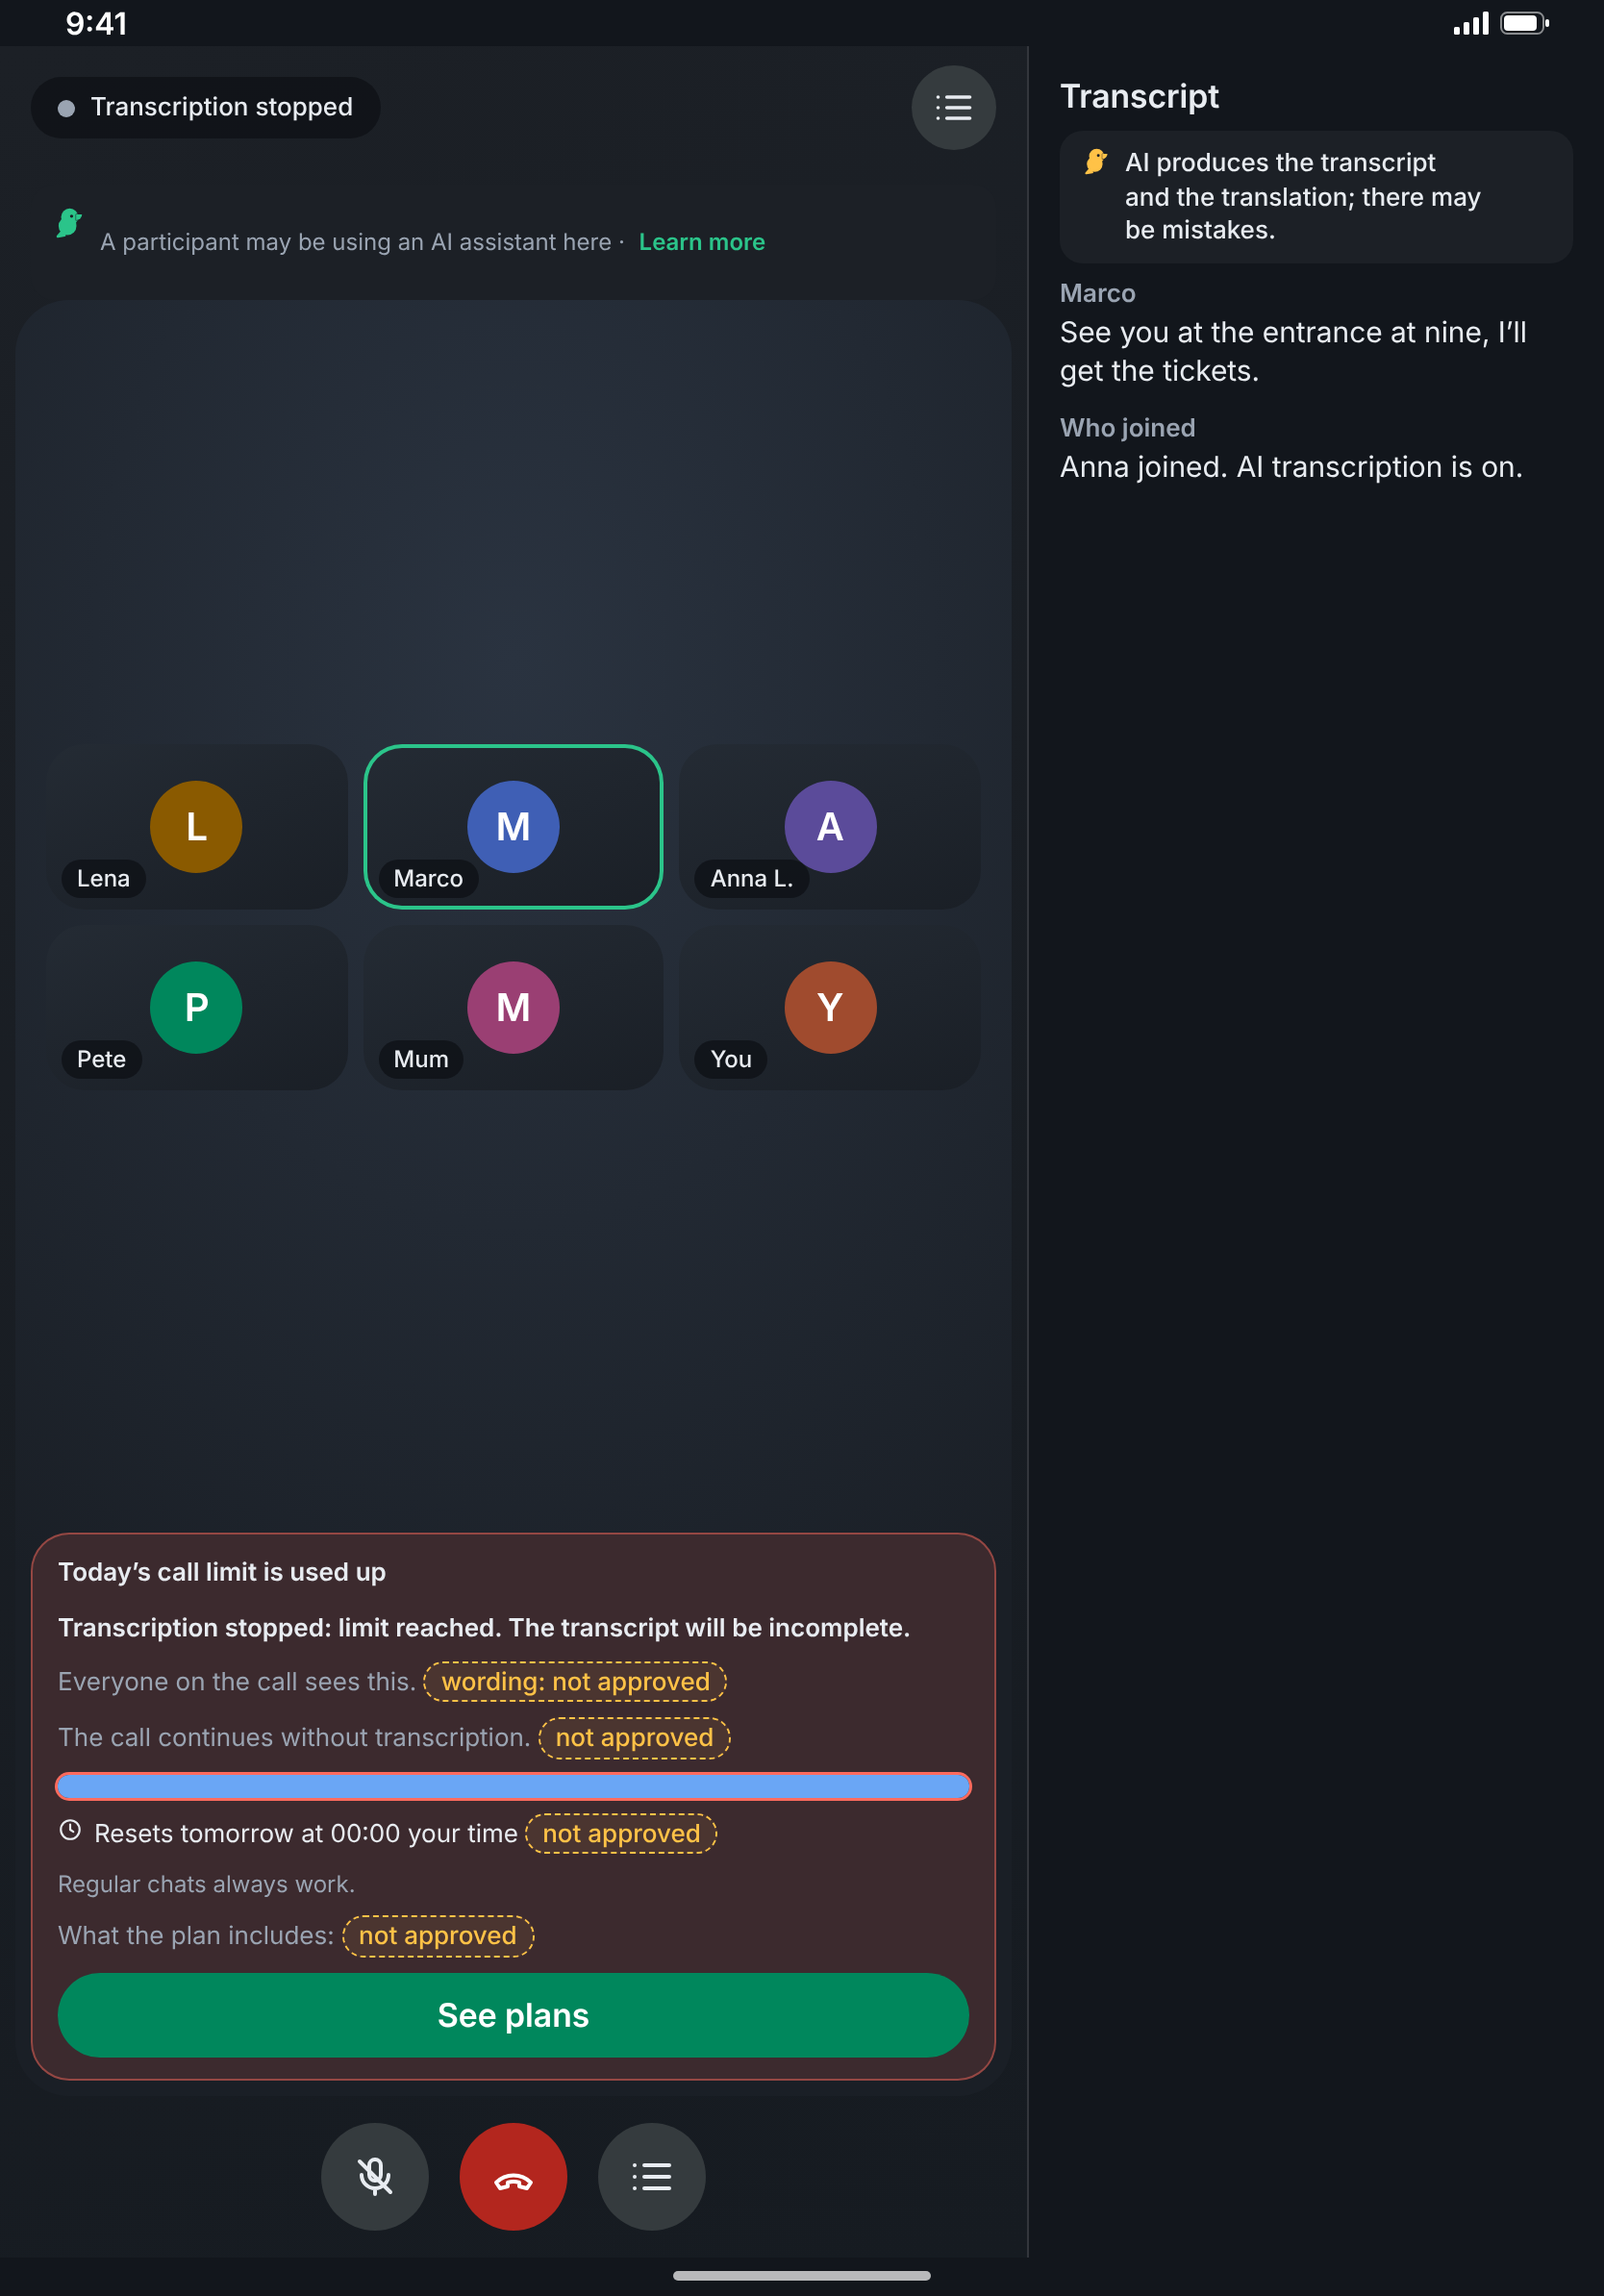 9:41
Transcription stopped
A participant may be using an AI assistant here · Learn more
L
Lena
M
Marco
A
Anna L.
P
Pete
M
Mum
Y
You
Today’s call limit is used up
Transcription stopped: limit reached. The transcript will be incomplete.
Everyone on the call sees this. wording: not approved
The call continues without transcription. not approved
Resets tomorrow at 00:00 your time not approved
Regular chats always work.
What the plan includes: not approved
See plans
Transcript
AI produces the transcript
and the translation; there may
be mistakes.
Marco
See you at the entrance at nine, I’ll
get the tickets.
Who joined
Anna joined. AI transcription is on.